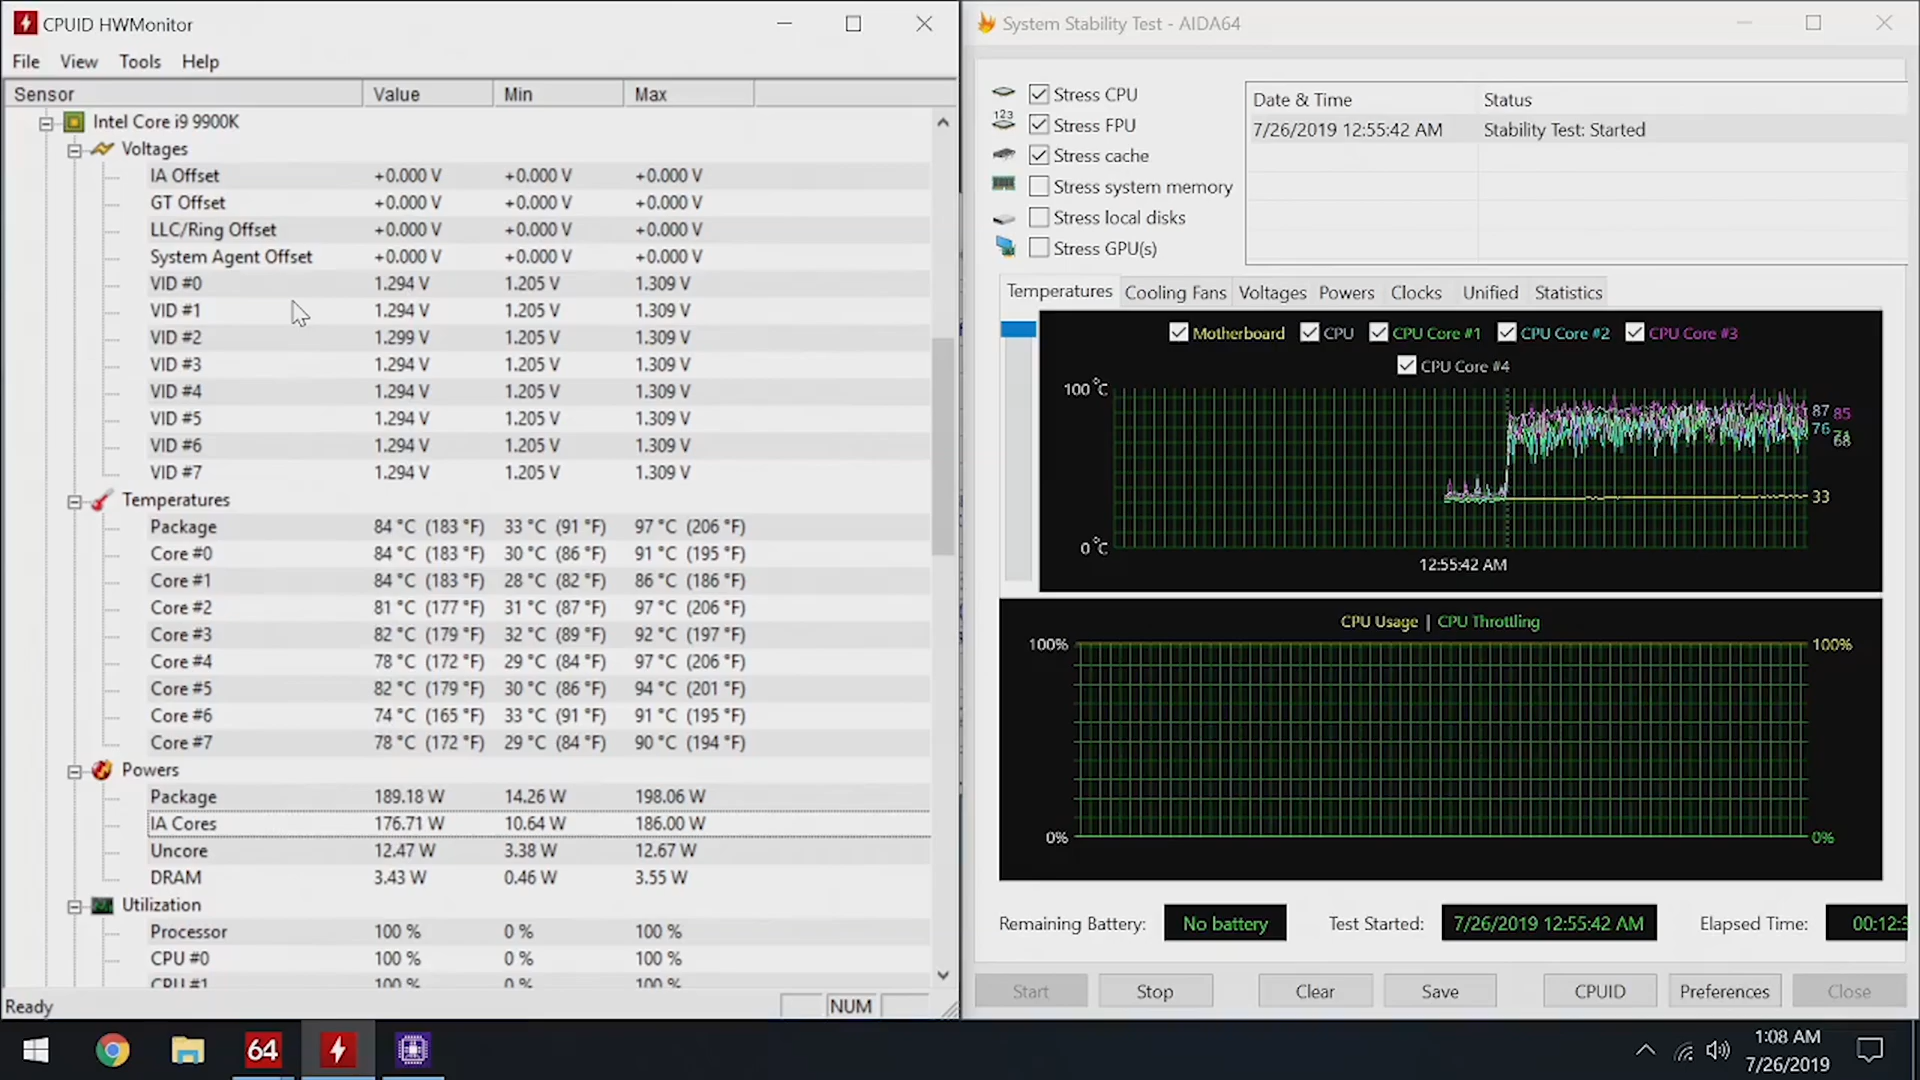 CPUID HWMonitor
File View Tools Help
Sensor Value Min Max
Intel Core i9 9900K
Voltages
IA Offset +0.000 V +0.000 V +0.000 V
GT Offset +0.000 V +0.000 V +0.000 V
LLC/Ring Offset +0.000 V +0.000 V +0.000 V
System Agent Offset +0.000 V +0.000 V +0.000 V
VID #0 1.294 V 1.205 V 1.309 V
VID #1 1.294 V 1.205 V 1.309 V
VID #2 1.299 V 1.205 V 1.309 V
VID #3 1.294 V 1.205 V 1.309 V
VID #4 1.294 V 1.205 V 1.309 V
VID #5 1.294 V 1.205 V 1.309 V
VID #6 1.294 V 1.205 V 1.309 V
VID #7 1.294 V 1.205 V 1.309 V
Temperatures
Package 84 °C (183 °F) 33 °C (91 °F) 97 °C (206 °F)
Core #0 84 °C (183 °F) 30 °C (86 °F) 91 °C (195 °F)
Core #1 84 °C (183 °F) 28 °C (82 °F) 86 °C (186 °F)
Core #2 81 °C (177 °F) 31 °C (87 °F) 97 °C (206 °F)
Core #3 82 °C (179 °F) 32 °C (89 °F) 92 °C (197 °F)
Core #4 78 °C (172 °F) 29 °C (84 °F) 97 °C (206 °F)
Core #5 82 °C (179 °F) 30 °C (86 °F) 94 °C (201 °F)
Core #6 74 °C (165 °F) 33 °C (91 °F) 91 °C (195 °F)
Core #7 78 °C (172 °F) 29 °C (84 °F) 90 °C (194 °F)
Powers
Package 189.18 W 14.26 W 198.06 W
IA Cores 176.71 W 10.64 W 186.00 W
Uncore 12.47 W 3.38 W 12.67 W
DRAM 3.43 W 0.46 W 3.55 W
Utilization
Processor 100 % 0 % 100 %
CPU #0 100 % 0 % 100 %
CPU #1 100 % 0 % 100 %
Ready NUM
System Stability Test - AIDA64
Stress CPU
123
Stress FPU
Stress cache
Stress system memory
Stress local disks
Stress GPU(s)
Date & Time Status
7/26/2019 12:55:42 AM Stability Test: Started
Temperatures Cooling Fans Voltages Powers Clocks Unified Statistics
Motherboard CPU CPU Core #1 CPU Core #2 CPU Core #3
CPU Core #4
100 °C
87 85
76
68
33
0 °C
12:55:42 AM
CPU Usage | CPU Throttling
100% 100%
0% 0%
Remaining Battery: No battery Test Started: 7/26/2019 12:55:42 AM Elapsed Time: 00:12:3
Start Stop Clear Save CPUID Preferences Close
64
1:08 AM
7/26/2019